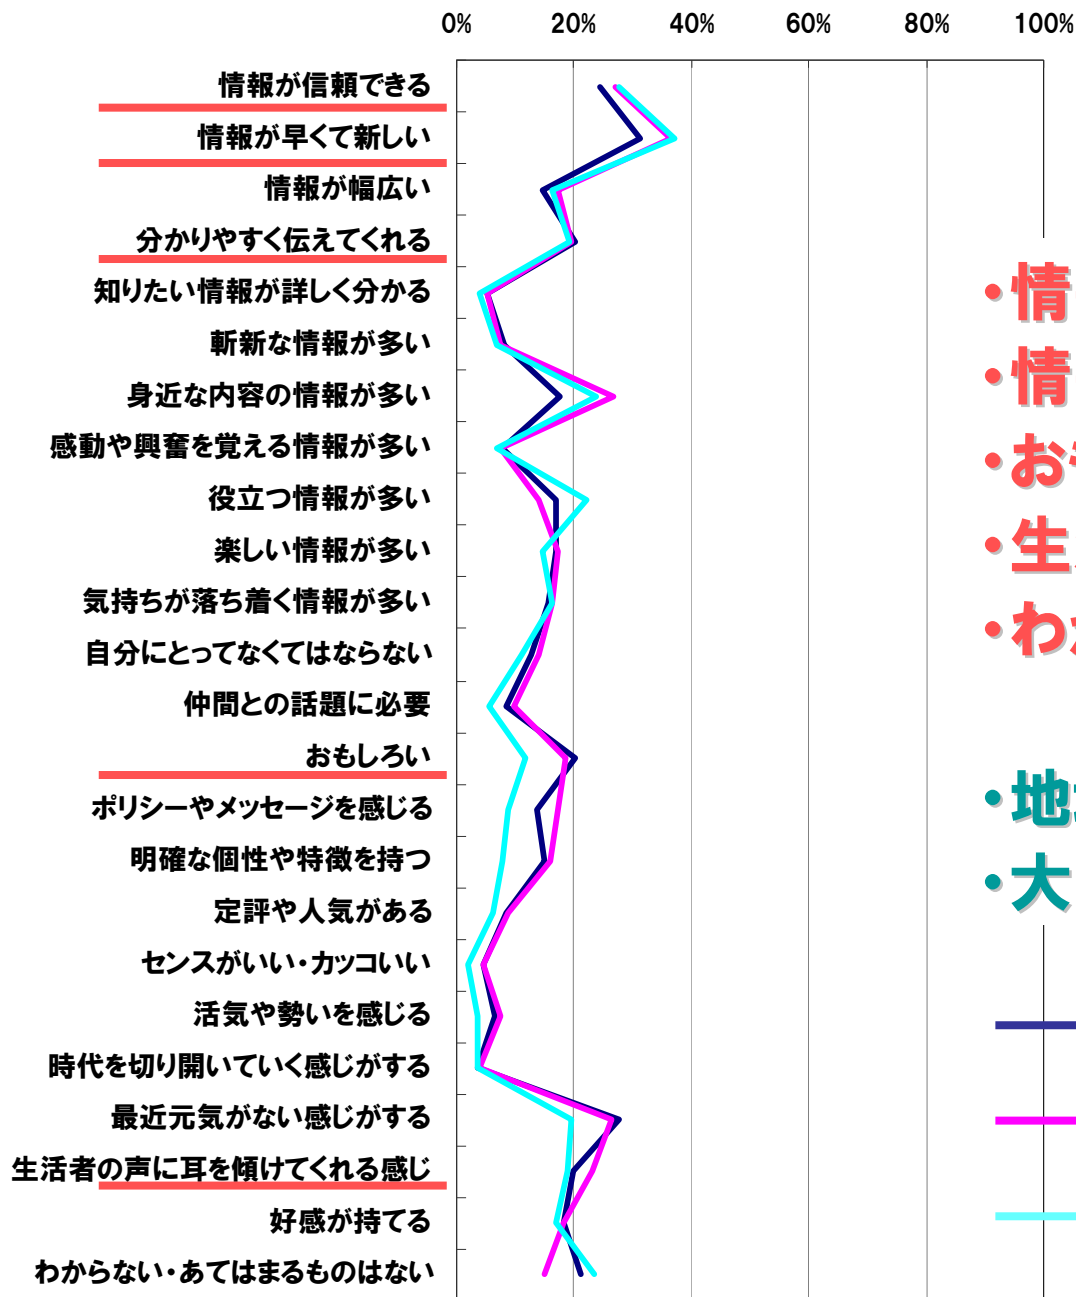 0% 20% 40% 60% 80% 100%
情報が信頼できる
情報が早くて新しい
情報が幅広い
分かりやすく伝えてくれる
知りたい情報が詳しく分かる
斬新な情報が多い
身近な内容の情報が多い
感動や興奮を覚える情報が多い
役立つ情報が多い
楽しい情報が多い
気持ちが落ち着く情報が多い
自分にとってなくてはならない
仲間との話題に必要
おもしろい
ポリシーやメッセージを感じる
明確な個性や特徴を持つ
定評や人気がある
センスがいい・カッコいい
活気や勢いを感じる
時代を切り開いていく感じがする
最近元気がない感じがする
生活者の声に耳を傾けてくれる感じ
好感が持てる
わからない・あてはまるものはない
・情
・情
・お
・生
・わ
・地
・大